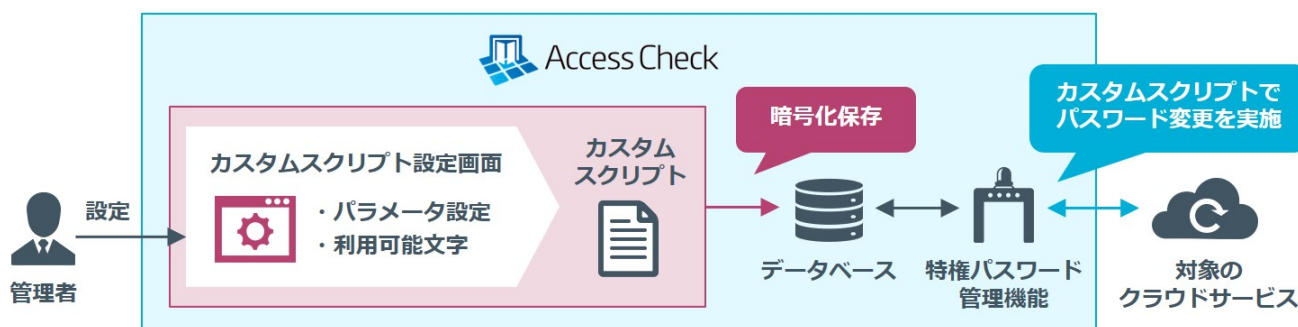 Access Check
カスタムスクリプトで
パスワード変更を実施
暗号化保存
カスタムスクリプト設定画面
・パラメータ設定
・利用可能文字
カスタム
スクリプト
設定
管理者
データベース
特権パスワード
管理機能
対象の
クラウドサービス